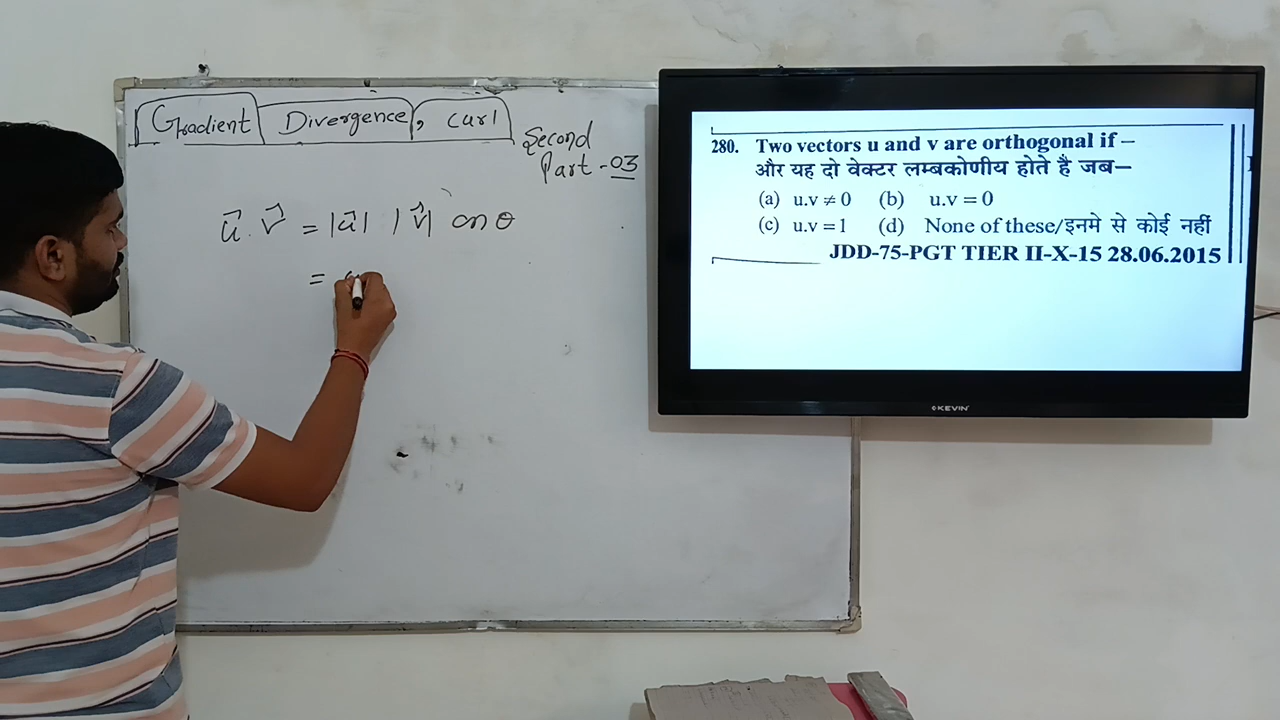 Gradient Divergence, curl
Second
Part - 03
u⃗ . v⃗ = |u⃗| |v⃗| cos θ
=
280. Two vectors u and v are orthogonal if –
और यह दो वेक्टर लम्बकोणीय होते है जब–
(a) u.v ≠ 0 (b) u.v = 0
(c) u.v = 1 (d) None of these/इनमे से कोई नहीं
JDD-75-PGT TIER II-X-15 28.06.2015
KEVIN